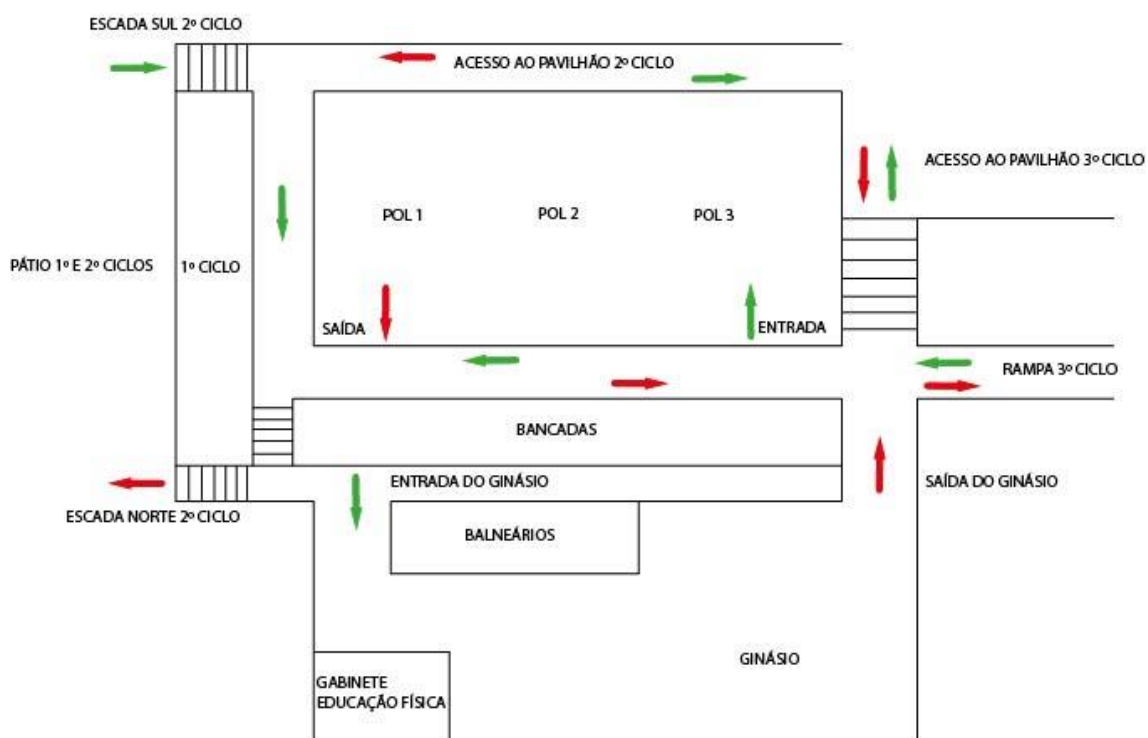 ESCADA SUL 2º CICLO
ACESSO AO PAVILHÃO 2º CICLO
ACESSO AO PAVILHÃO 3º CICLO
POL 1
POL 2
POL 3
PÁTIO 1º E 2º CICLOS
1º CICLO
SAÍDA
ENTRADA
RAMPA 3º CICLO
BANCADAS
ENTRADA DO GINÁSIO
SAÍDA DO GINÁSIO
ESCADA NORTE 2º CICLO
BALNEÁRIOS
GINÁSIO
GABINETE
EDUCAÇÃO FÍSICA